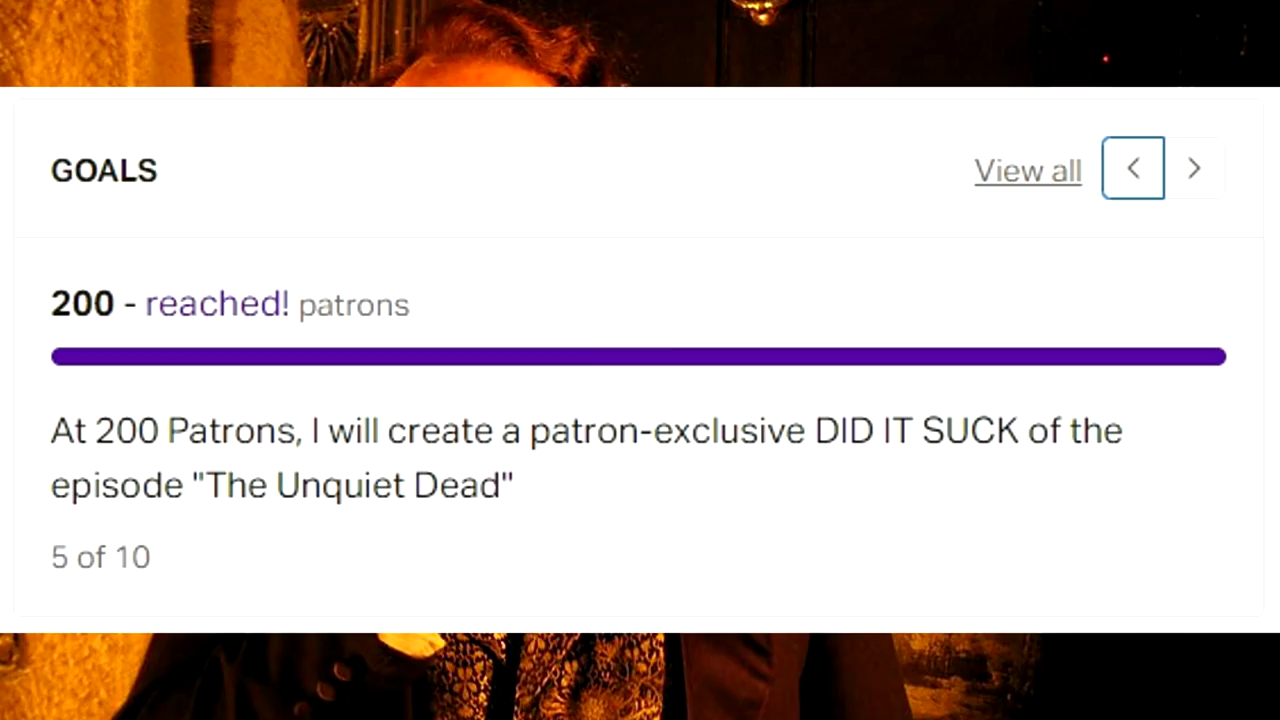 GOALS
View all
200 - reached! patrons
At 200 Patrons, I will create a patron-exclusive DID IT SUCK of the
episode "The Unquiet Dead"
5 of 10